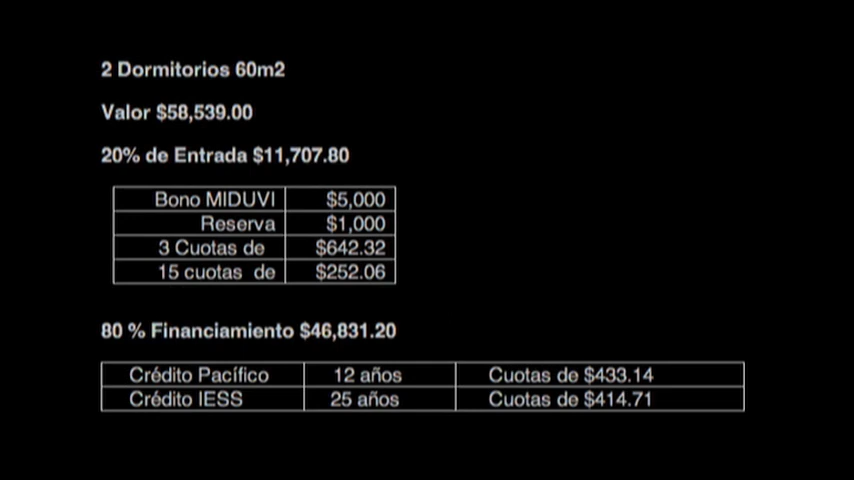 2 Dormitorios 60m2
Valor $58,539.00
20% de Entrada $11,707.80
Bono MIDUVI $5,000
Reserva $1,000
3 Cuotas de $642.32
15 cuotas de $252.06
80 % Financiamiento $46,831.20
Crédito Pacífico 12 años Cuotas de $433.14
Crédito IESS 25 años Cuotas de $414.71